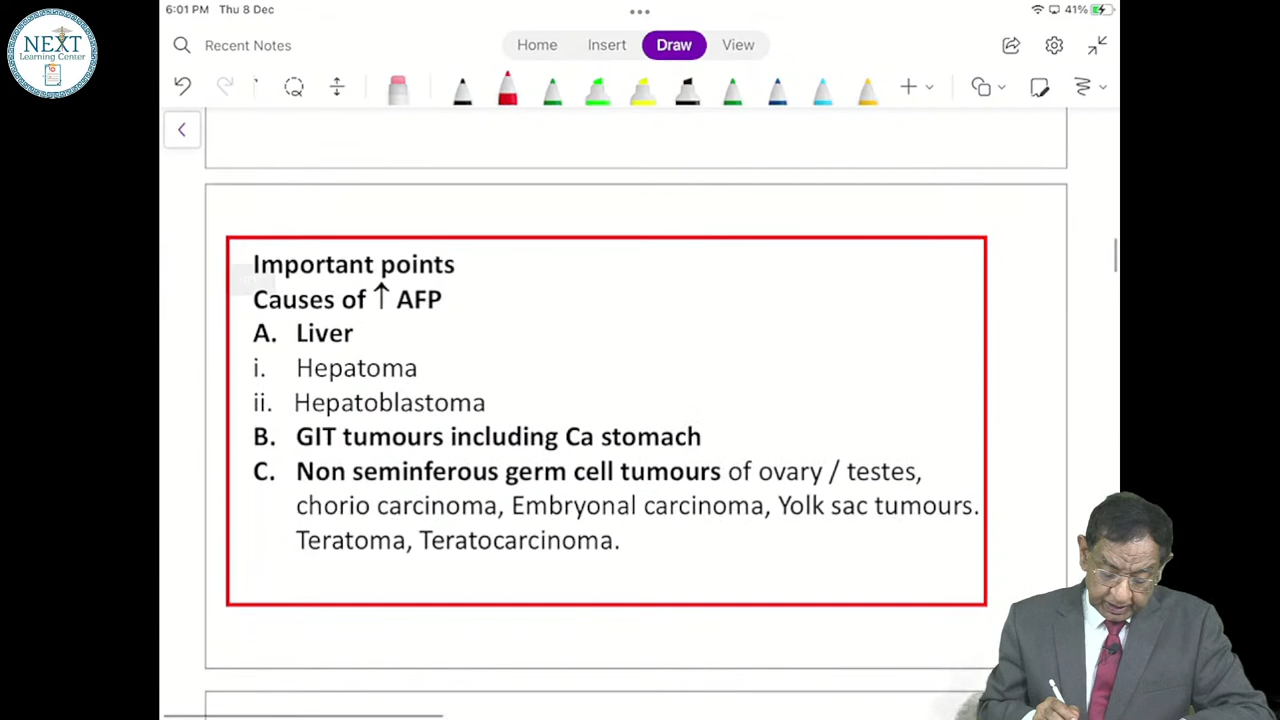 6:01 PM Thu 8 Dec
41%
NEXT
Learning Center
Recent Notes
Home Insert Draw View
Important points
Causes of ↑ AFP
A. Liver
i. Hepatoma
ii. Hepatoblastoma
B. GIT tumours including Ca stomach
C. Non seminferous germ cell tumours of ovary / testes,
chorio carcinoma, Embryonal carcinoma, Yolk sac tumours.
Teratoma, Teratocarcinoma.